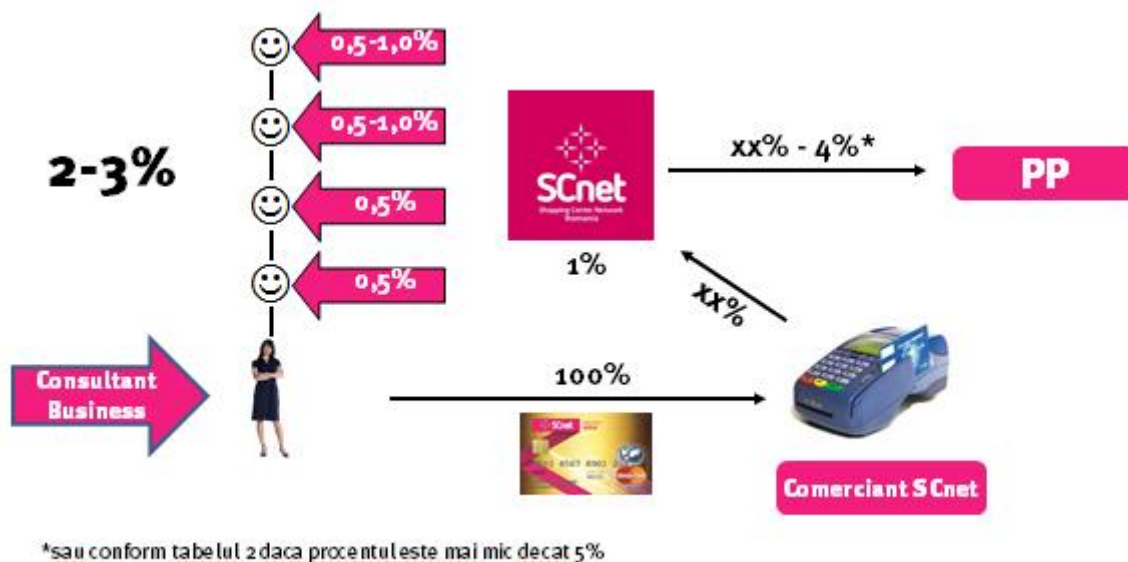 0,5-1,0%
0,5-1,0%
2-3%
0,5%
0,5%
SCnet
Shopping Center Network
Romania
1%
xx% - 4%*
PP
xx%
Consultant
Business
100%
SCnet
Comerciant SCnet
*sau conform tabelul 2 daca procentul este mai mic decat 5%